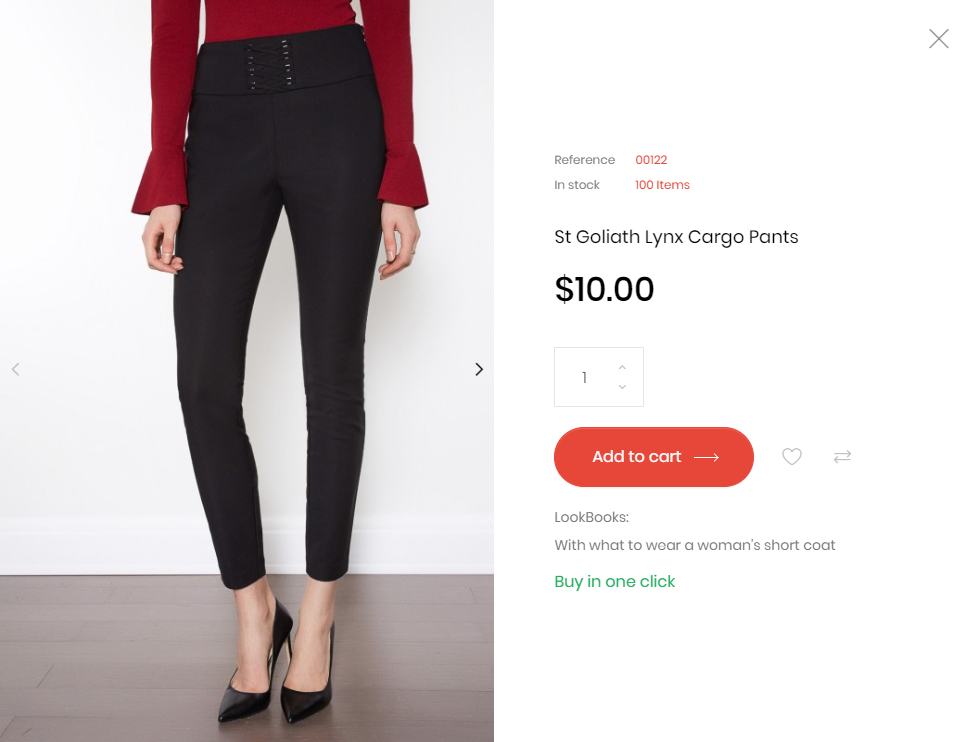 Reference 00122
In stock 100 Items
St Goliath Lynx Cargo Pants
$10.00
1
Add to cart
LookBooks:
With what to wear a woman's short coat
Buy in one click